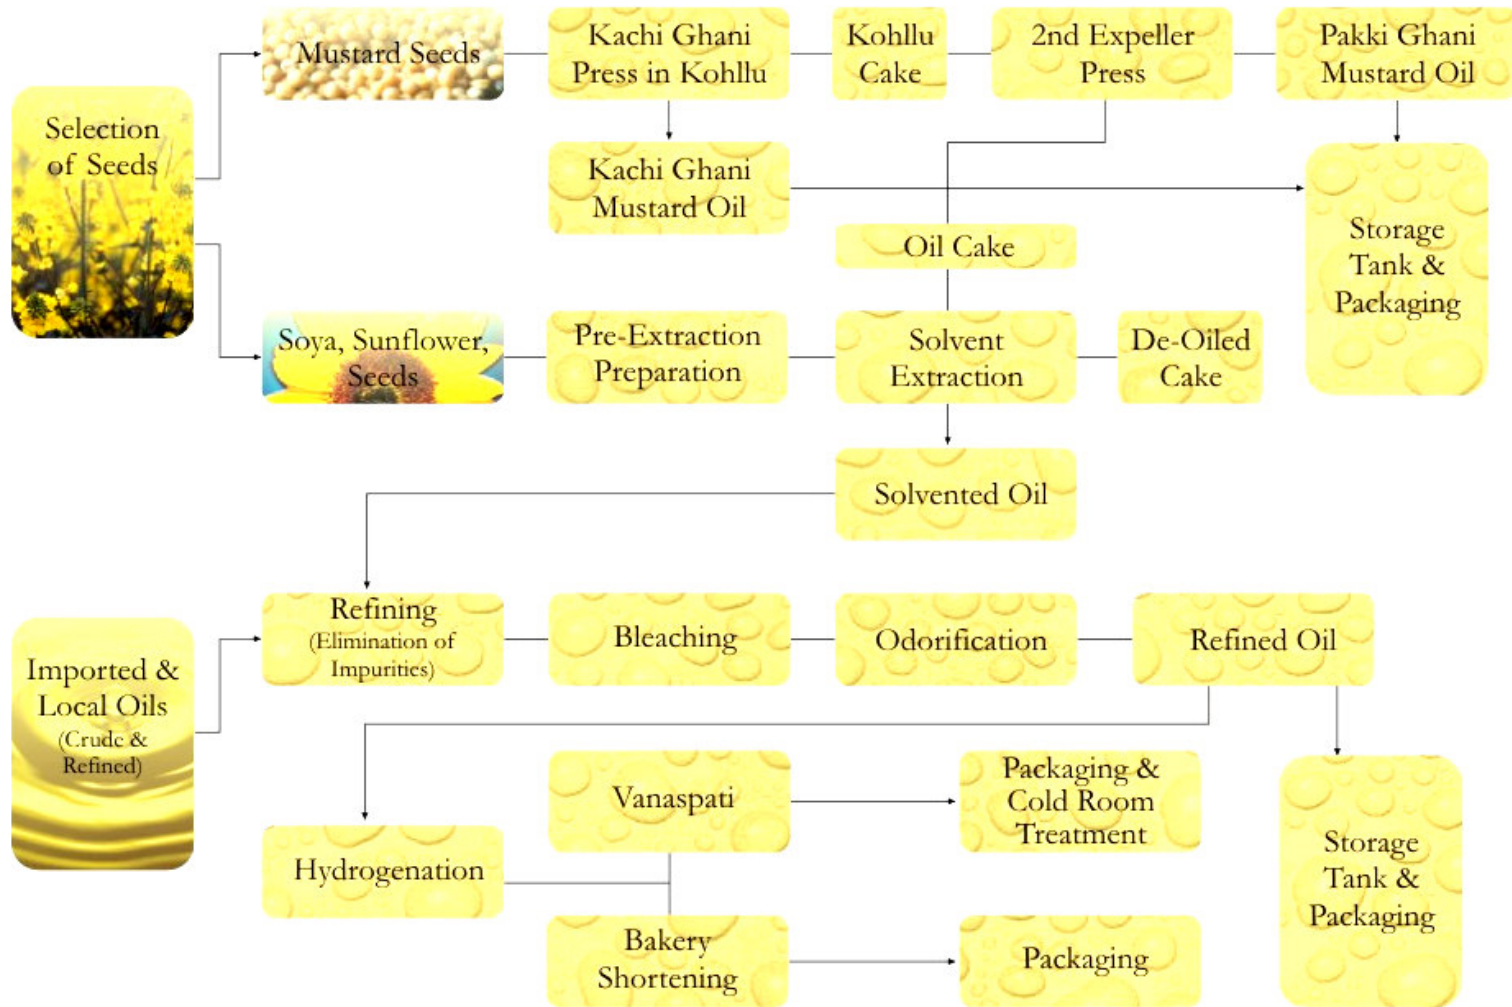 Mustard Seeds
Kachi Ghani
Press in Kohllu
Kohllu
Cake
2nd Expeller
Press
Pakki Ghani
Mustard Oil
Selection
of Seeds
Kachi Ghani
Mustard Oil
Storage
Tank &
Packaging
Oil Cake
Soya, Sunflower,
Seeds
Pre-Extraction
Preparation
Solvent
Extraction
De-Oiled
Cake
Solvented Oil
Imported &
Local Oils
(Crude &
Refined)
Refining
(Elimination of
Impurities)
Bleaching
Odorification
Refined Oil
Vanaspati
Packaging &
Cold Room
Treatment
Hydrogenation
Storage
Tank &
Packaging
Bakery
Shortening
Packaging